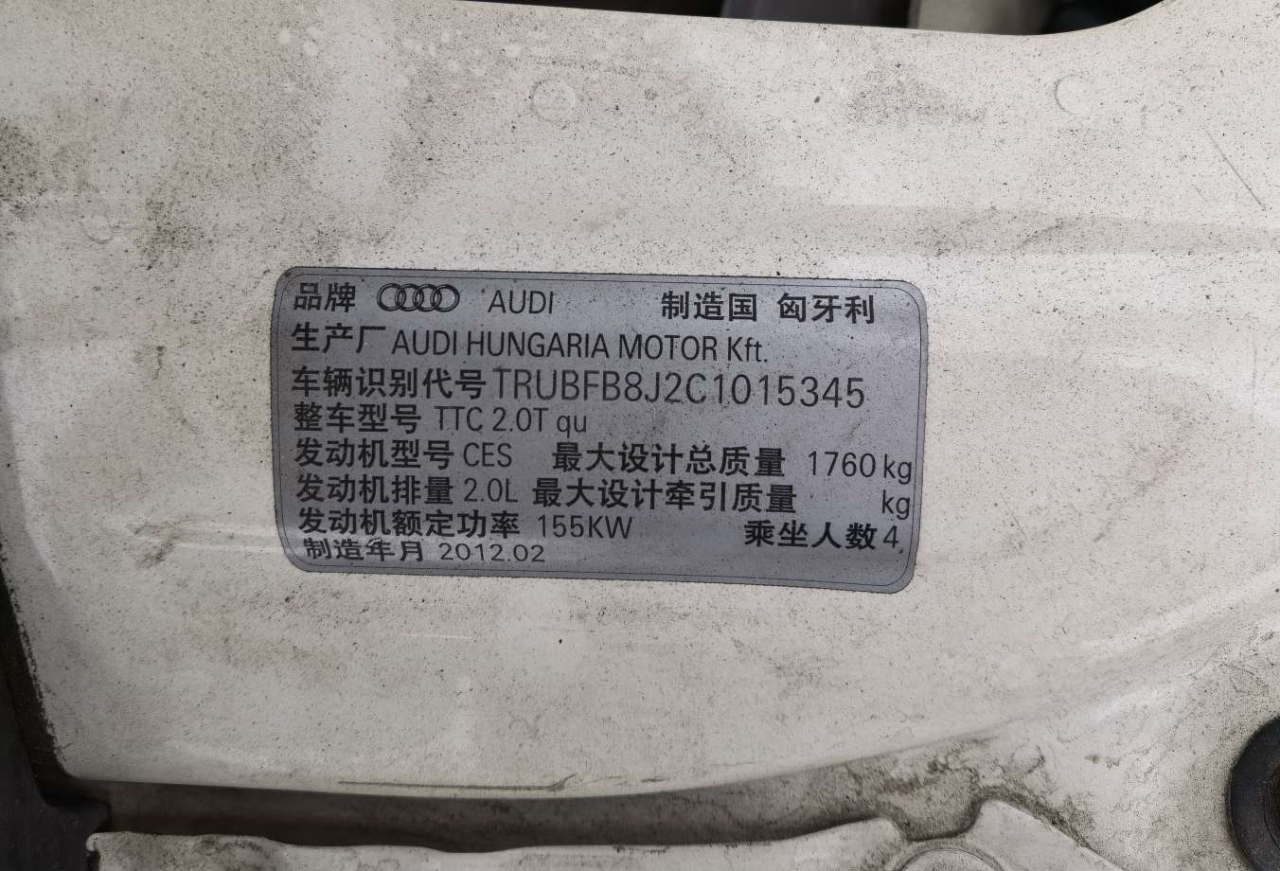 品牌 AUDI 制造国 匈牙利
生产厂 AUDI HUNGARIA MOTOR Kft.
车辆识别代号 TRUBFB8J2C1015345
整车型号 TTC 2.0T qu
发动机型号 CES 最大设计总质量 1760 kg
发动机排量 2.0L 最大设计牵引质量 kg
发动机额定功率 155KW 乘坐人数 4
制造年月 2012.02